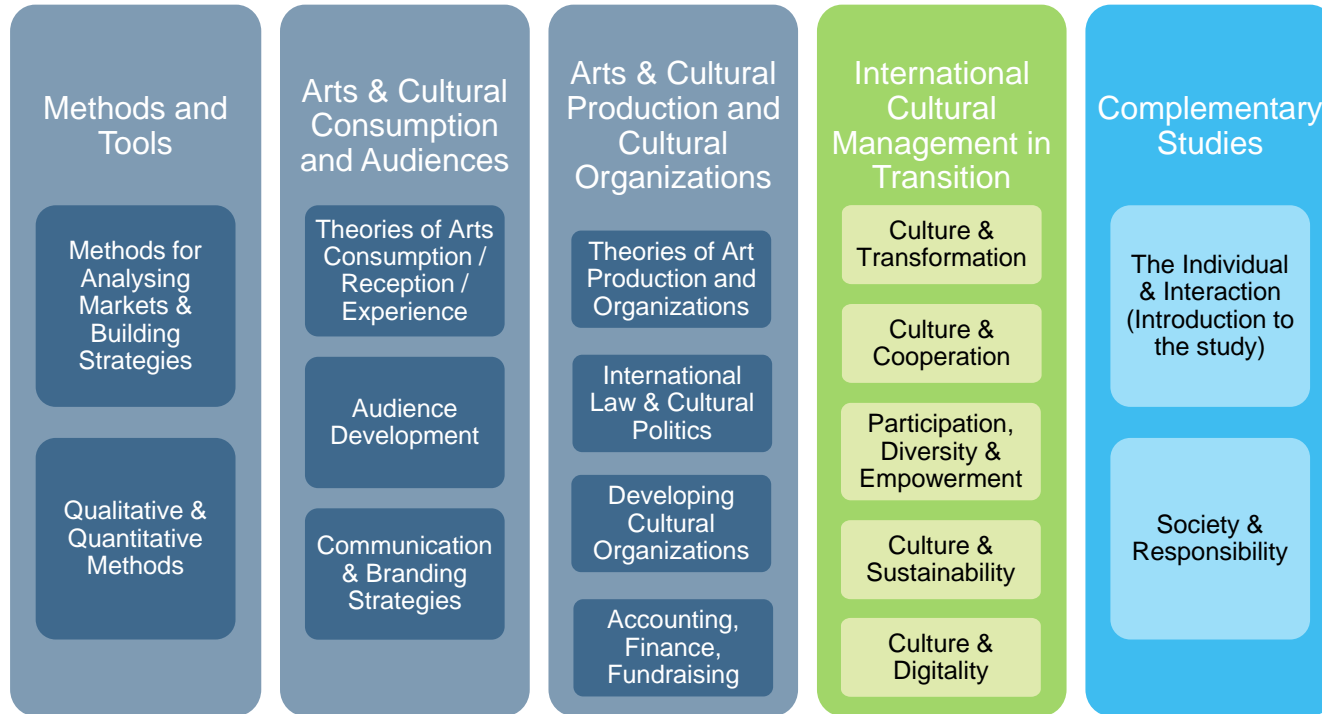 Methods and
Tools
Methods for
Analysing
Markets &
Building
Strategies
Qualitative &
Quantitative
Methods
Arts & Cultural
Consumption
and Audiences
Theories of Arts
Consumption /
Reception /
Experience
Audience
Development
Communication
& Branding
Strategies
Arts & Cultural
Production and
Cultural
Organizations
Theories of Art
Production and
Organizations
International
Law & Cultural
Politics
Developing
Cultural
Organizations
Accounting,
Finance,
Fundraising
International
Cultural
Management in
Transition
Culture &
Transformation
Culture &
Cooperation
Participation,
Diversity &
Empowerment
Culture &
Sustainability
Culture &
Digitality
Complementary
Studies
The Individual
& Interaction
(Introduction to
the study)
Society &
Responsibility